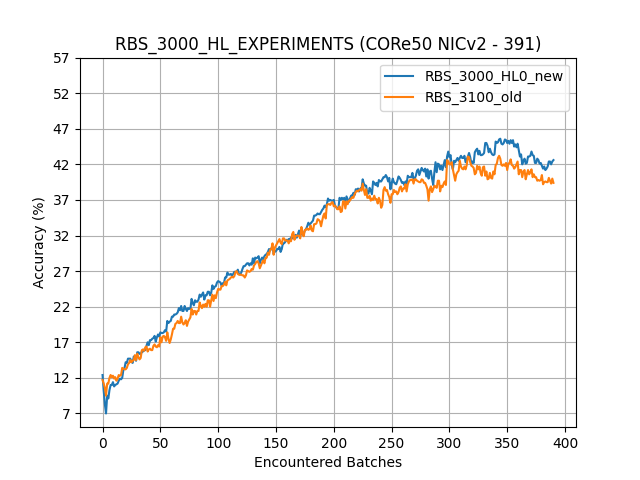 RBS_3000_HL_EXPERIMENTS (CORe50 NICv2 - 391)
RBS_3000_HL0_new
RBS_3100_old
57
52
47
42
37
32
27
22
17
12
7
Accuracy (%)
0 50 100 150 200 250 300 350 400
Encountered Batches